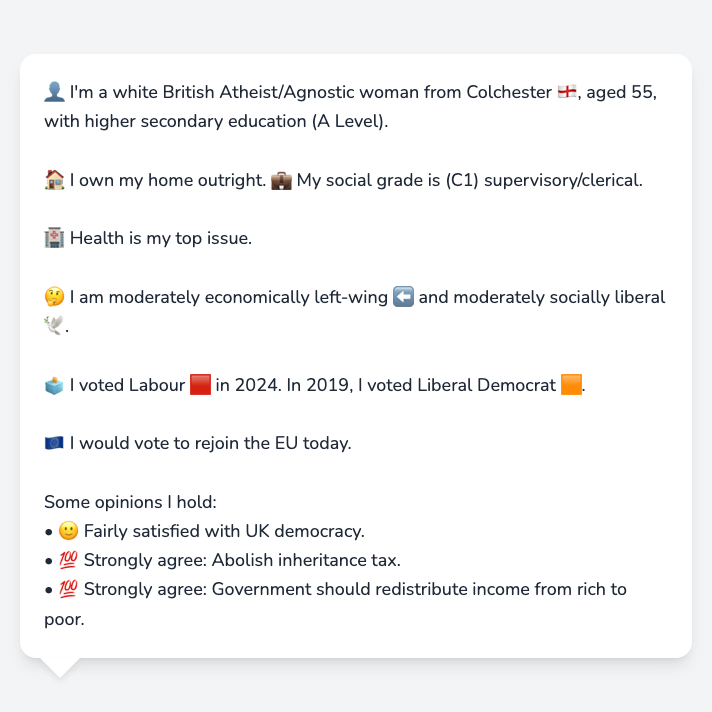 👤 I'm a white British Atheist/Agnostic woman from Colchester 🏴󠁧󠁢󠁥󠁮󠁧󠁿, aged 55,
with higher secondary education (A Level).
🏠 I own my home outright. 💼 My social grade is (C1) supervisory/clerical.
🏥 Health is my top issue.
🤔 I am moderately economically left-wing ⬅️ and moderately socially liberal
🕊️.
🗳️ I voted Labour 🟥 in 2024. In 2019, I voted Liberal Democrat 🟧.
🇪🇺 I would vote to rejoin the EU today.
Some opinions I hold:
• 🙂 Fairly satisfied with UK democracy.
• 💯 Strongly agree: Abolish inheritance tax.
• 💯 Strongly agree: Government should redistribute income from rich to
poor.